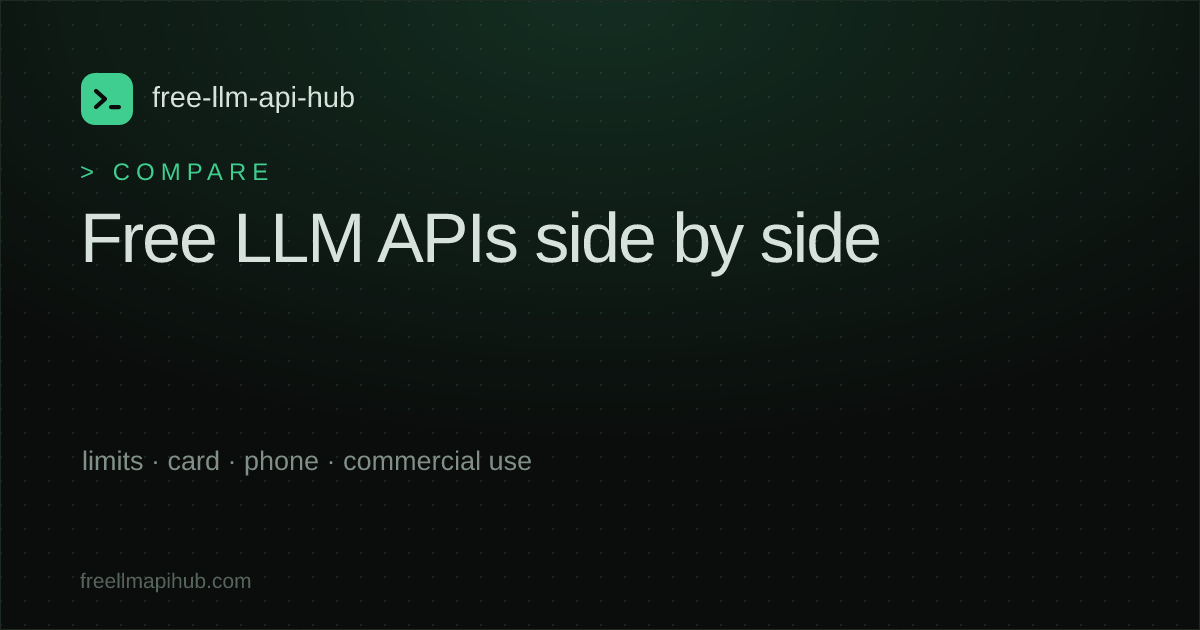 free-llm-api-hub
> COMPARE
Free LLM APIs side by side
limits · card · phone · commercial use
freellmapihub.com